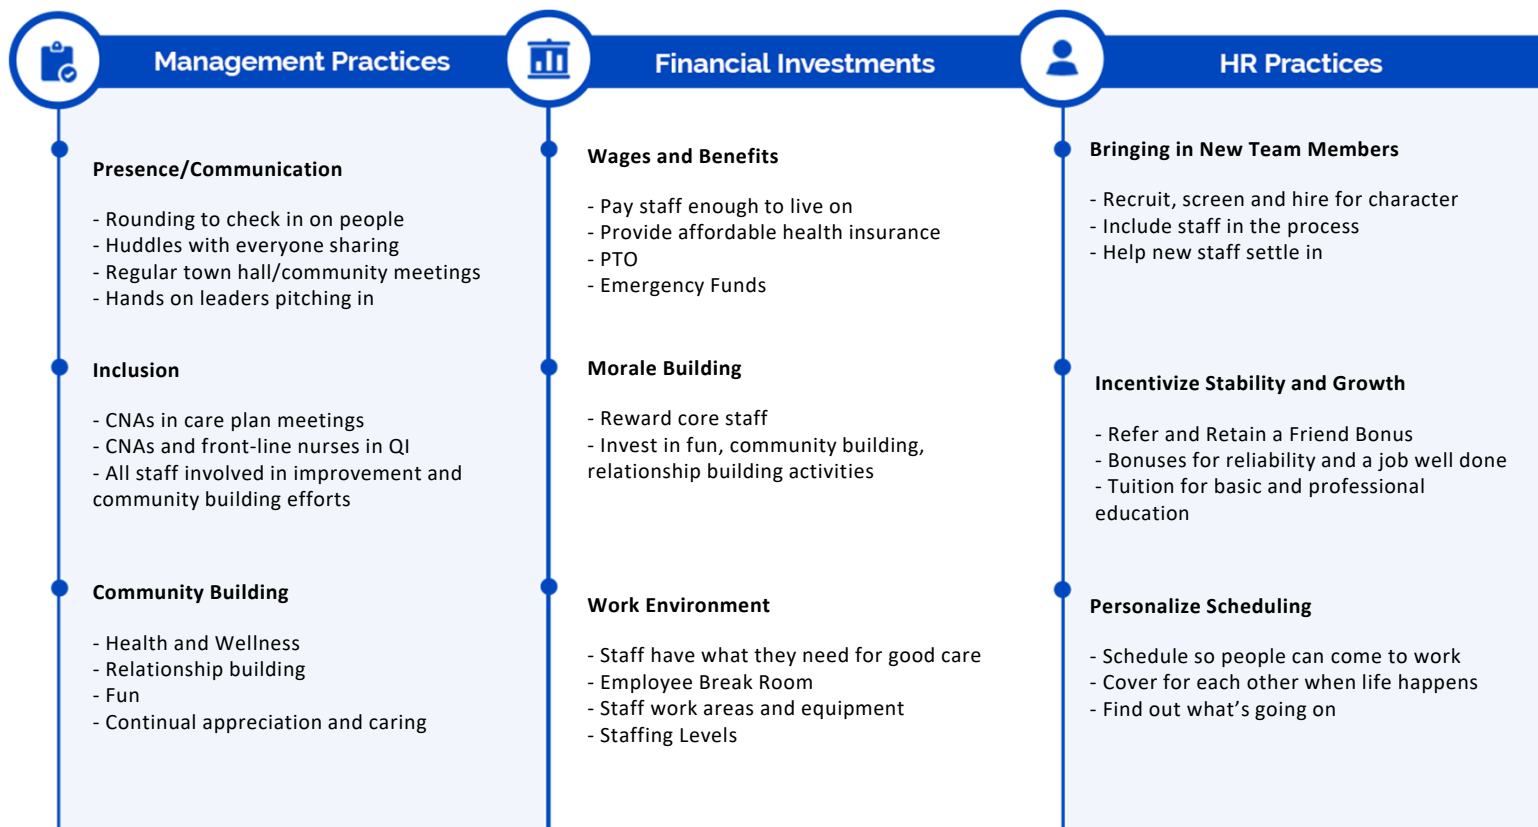 Management Practices
Presence/Communication
- Rounding to check in on people
- Huddles with everyone sharing
- Regular town hall/community meetings
- Hands on leaders pitching in
Inclusion
- CNAs in care plan meetings
- CNAs and front-line nurses in QI
- All staff involved in improvement and
community building efforts
Community Building
- Health and Wellness
- Relationship building
- Fun
- Continual appreciation and caring
Financial Investments
Wages and Benefits
- Pay staff enough to live on
- Provide affordable health insurance
- PTO
- Emergency Funds
Morale Building
- Reward core staff
- Invest in fun, community building,
relationship building activities
Work Environment
- Staff have what they need for good care
- Employee Break Room
- Staff work areas and equipment
- Staffing Levels
HR Practices
Bringing in New Team Members
- Recruit, screen and hire for character
- Include staff in the process
- Help new staff settle in
Incentivize Stability and Growth
- Refer and Retain a Friend Bonus
- Bonuses for reliability and a job well done
- Tuition for basic and professional
education
Personalize Scheduling
- Schedule so people can come to work
- Cover for each other when life happens
- Find out what’s going on